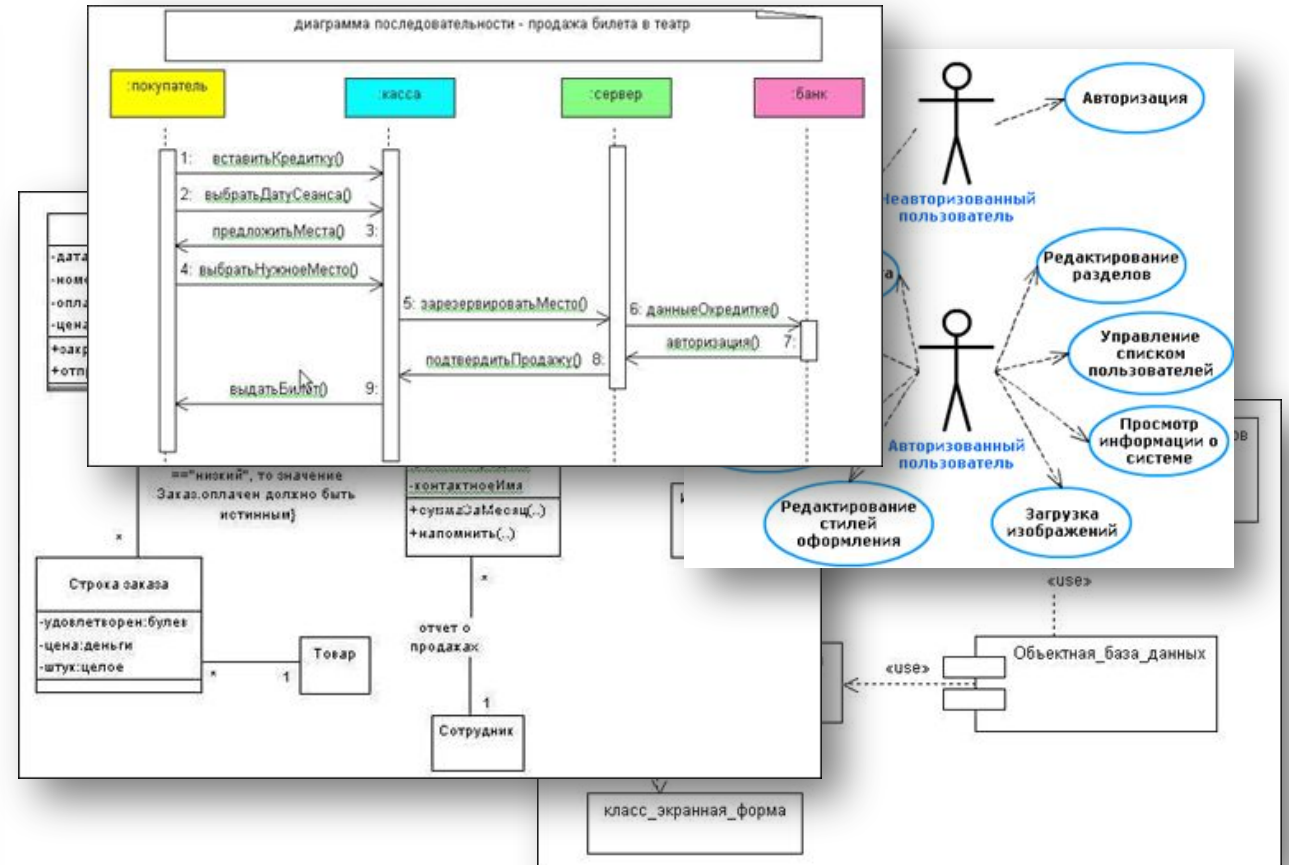 диаграмма последовательности - продажа билета в театр
:покупатель
:касса
:сервер
:банк
1: вставитьКредитку()
2: выбратьДатуСеанса()
предложитьМеста() 3:
4: выбратьНужноеМесто()
5: зарезервироватьМесто()
6: данныеОкредитке()
авторизация() 7:
подтвердитьПродажу() 8:
выдатьБилет() 9:
Авторизация
Неавторизованный
пользователь
Редактирование
разделов
Управление
списком
пользователей
Просмотр
информации о
системе
Авторизованный
пользователь
Редактирование
стилей
оформления
Загрузка
изображений
-дата
-номе
-опла
-цена
+закр
+отпр
=="низкий", то значение
Заказ.оплачен должно быть
истинным}
-контактноеИмя
+суммаЗаМесяц(..)
+напомнить(..)
*
*
Строка заказа
-удовлетворен:булев
-цена:деньги
-штук:целое
*
1
Товар
отчет о
продажах
1
Сотрудник
«use»
«use»
Объектная_база_данных
класс_экранная_форма